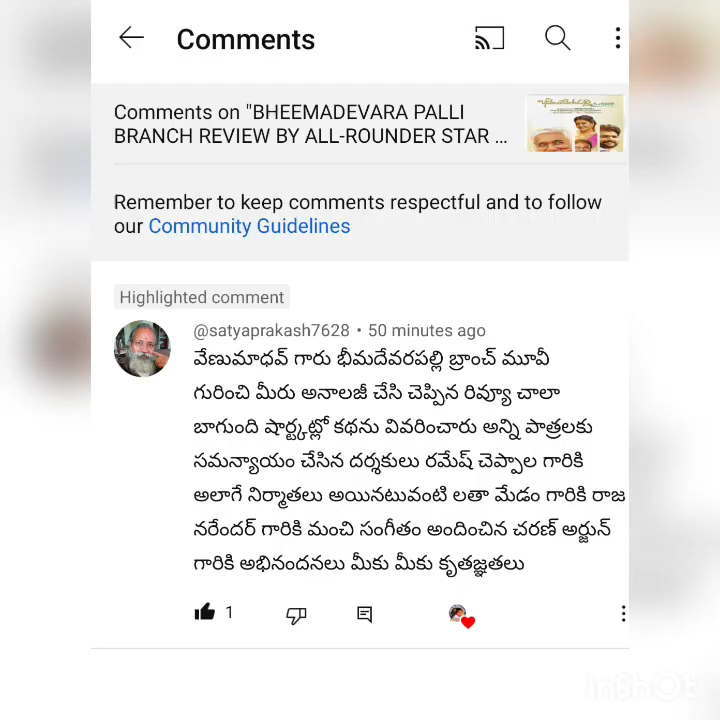 Comments
Comments on "BHEEMADEVARA PALLI
BRANCH REVIEW BY ALL-ROUNDER STAR ...
Remember to keep comments respectful and to follow
our Community Guidelines
Highlighted comment
@satyaprakash7628 • 50 minutes ago
వేణుమాధవ్ గారు భీమదేవరపల్లి బ్రాంచ్ మూవీ
గురించి మీరు అనాలజీ చేసి చెప్పిన రివ్యూ చాలా
బాగుంది షార్ట్కట్లో కథను వివరించారు అన్ని పాత్రలకు
సమన్యాయం చేసిన దర్శకులు రమేష్ చెప్పాల గారికి
అలాగే నిర్మాతలు అయినటువంటి లతా మేడం గారికి రాజ
నరేందర్ గారికి మంచి సంగీతం అందించిన చరణ్ అర్జున్
గారికి అభినందనలు మీకు మీకు కృతజ్ఞతలు
1
InShOt